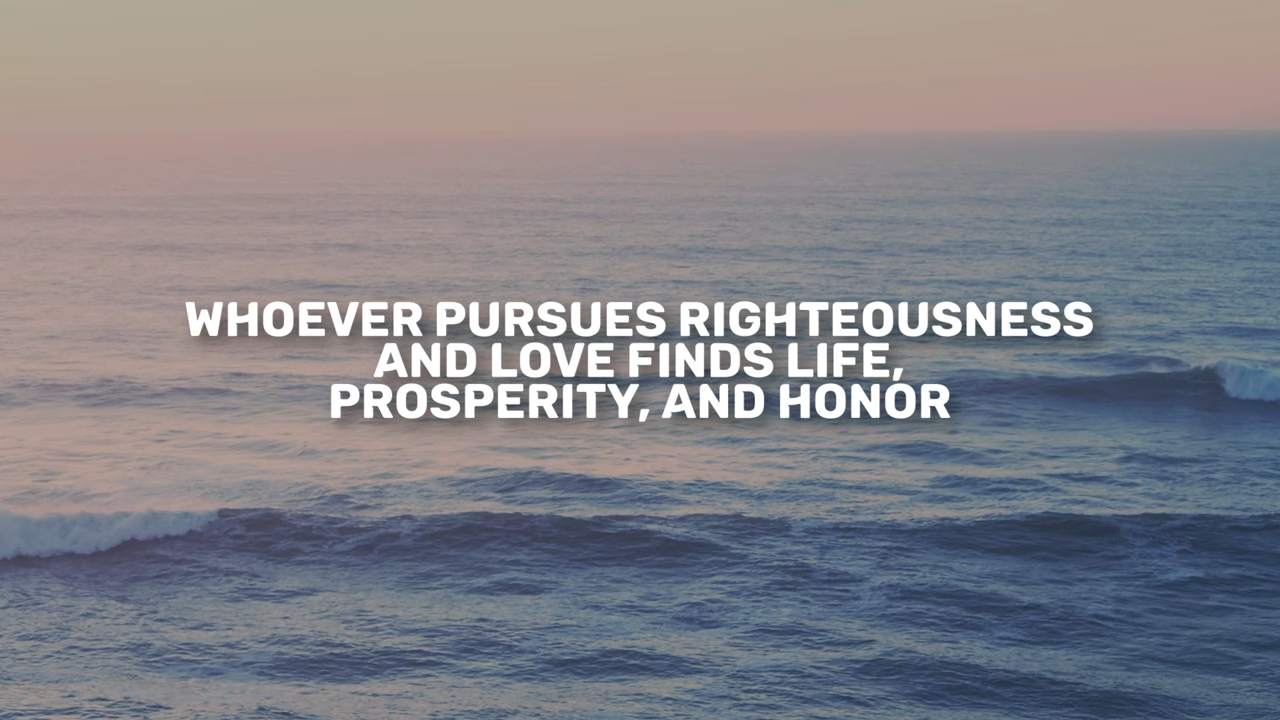 WHOEVER PURSUES RIGHTEOUSNESS
AND LOVE FINDS LIFE,
PROSPERITY, AND HONOR